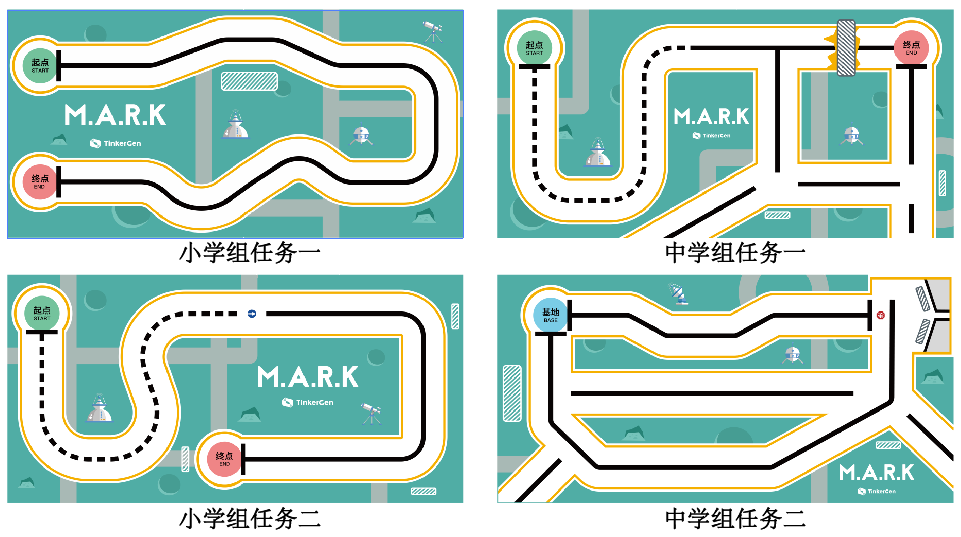 起点
START
M.A.R.K
TinkerGen
终点
END
小学组任务一
起点
START
终点
END
M.A.R.K
TinkerGen
中学组任务一
起点
START
M.A.R.K
TinkerGen
终点
END
小学组任务二
基地
BASE
M.A.R.K
TinkerGen
中学组任务二